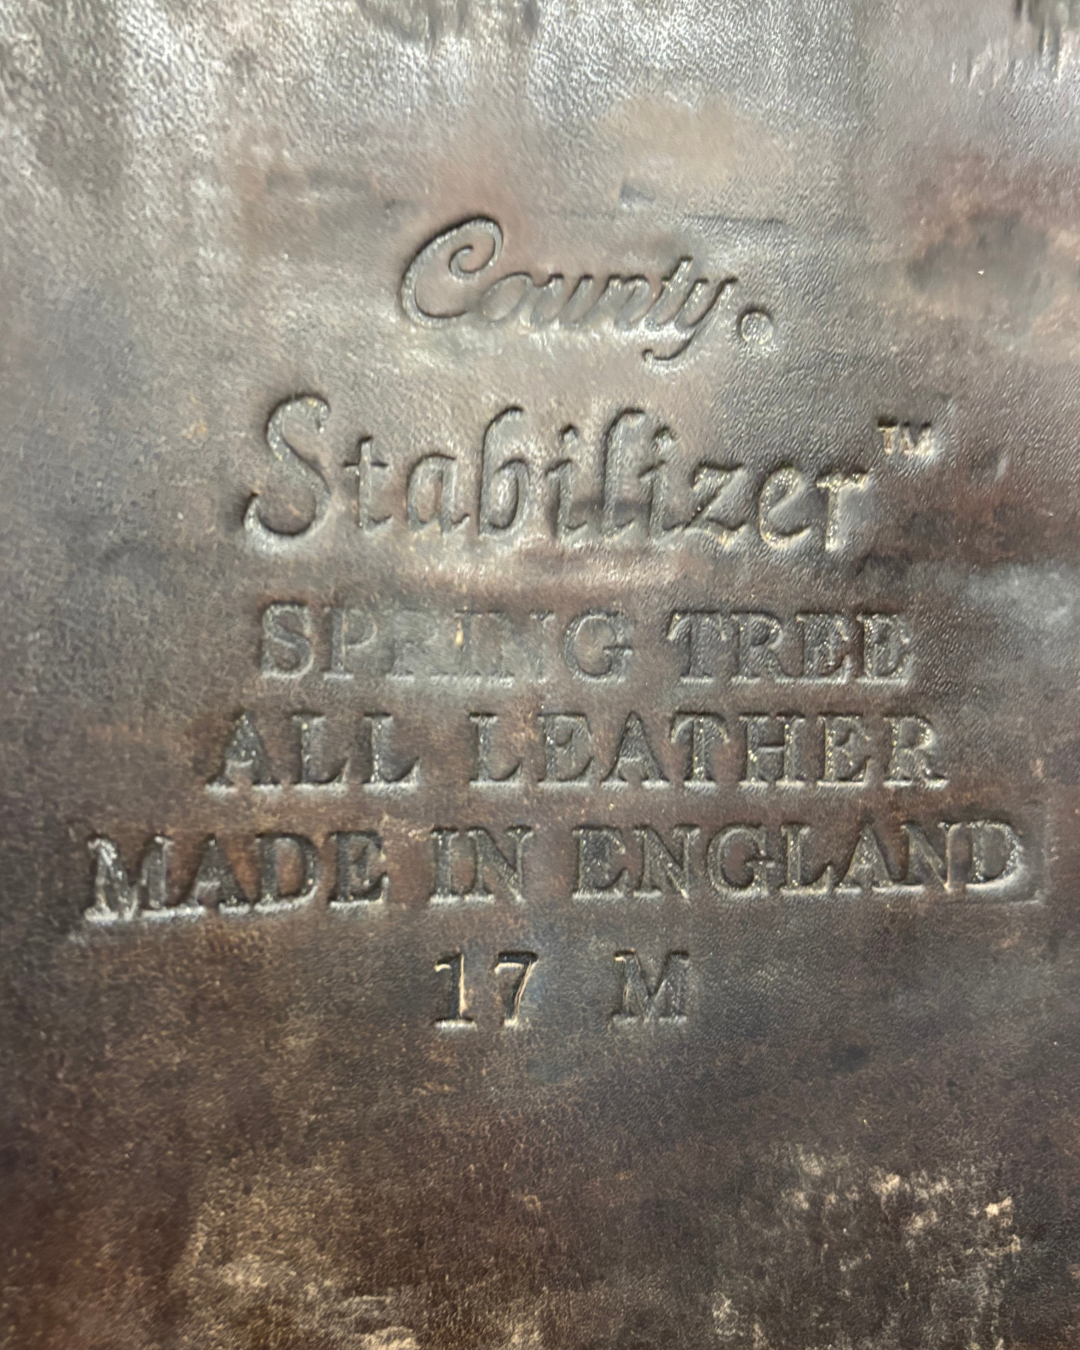 County®
Stabilizer™
SPRING TREE
ALL LEATHER
MADE IN ENGLAND
17 M